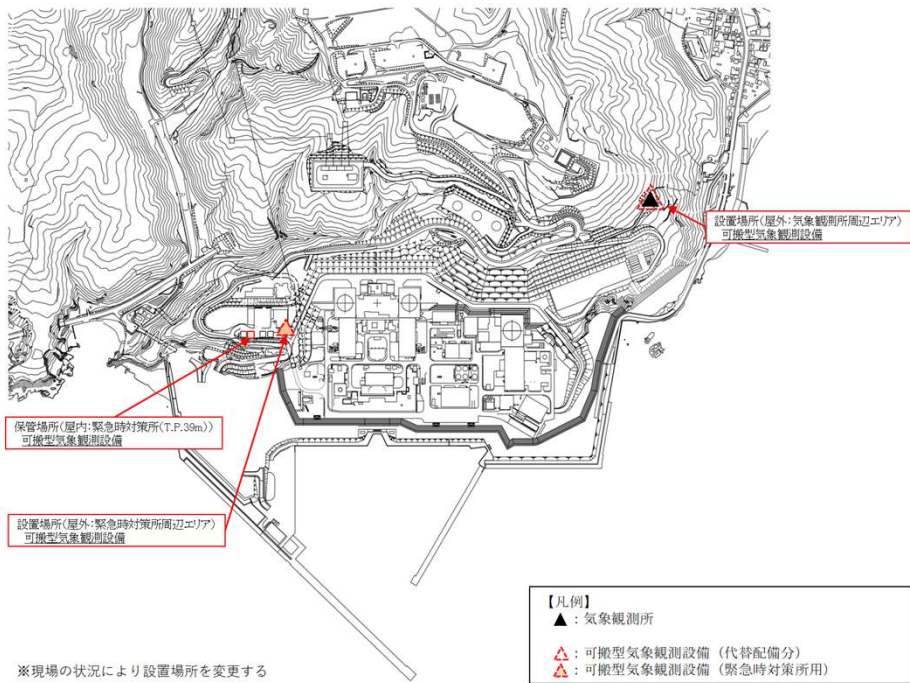 設置場所(屋外:気象観測所周辺エリア)
可搬型気象観測設備
保管場所(屋内:緊急時対策所(T.P.39m))
可搬型気象観測設備
設置場所(屋外:緊急時対策所周辺エリア)
可搬型気象観測設備
【凡例】
▲:気象観測所
△:可搬型気象観測設備(代替配備分)
△:可搬型気象観測設備(緊急時対策所用)
※現場の状況により設置場所を変更する